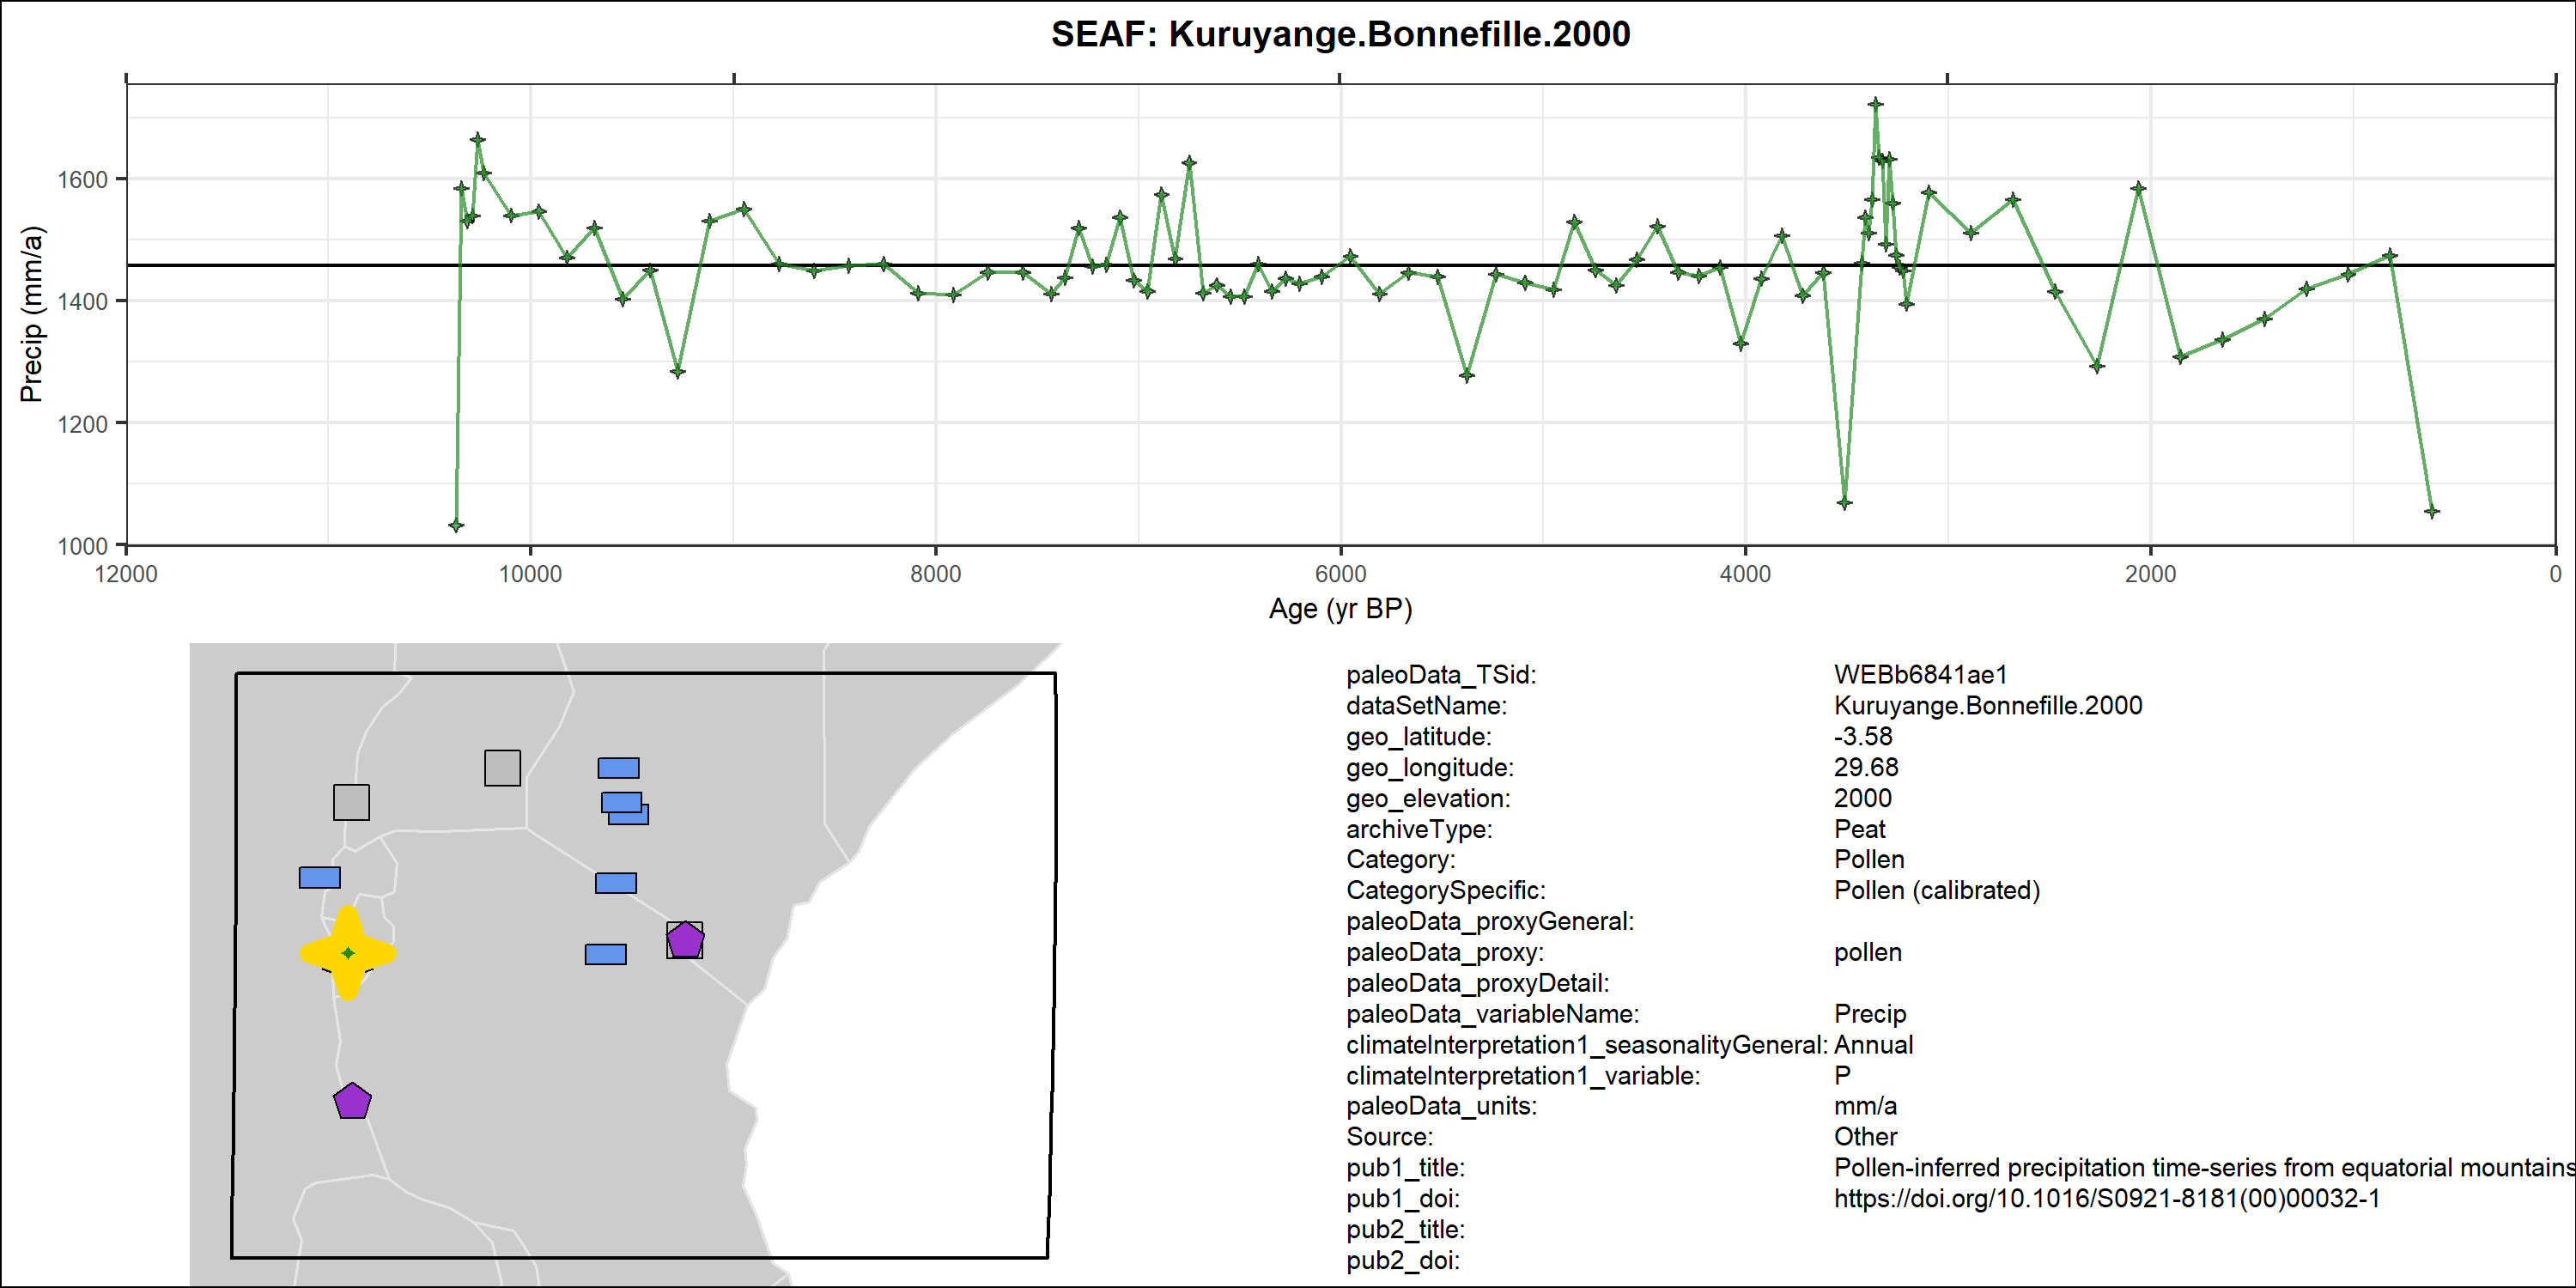 SEAF: Kuruyange.Bonnefille.2000
Precip (mm/a)
1600
1400
1200
1000
12000 10000 8000 6000 4000 2000 0
Age (yr BP)
paleoData_TSid: WEBb6841ae1
dataSetName: Kuruyange.Bonnefille.2000
geo_latitude: -3.58
geo_longitude: 29.68
geo_elevation: 2000
archiveType: Peat
Category: Pollen
CategorySpecific: Pollen (calibrated)
paleoData_proxyGeneral:
paleoData_proxy: pollen
paleoData_proxyDetail:
paleoData_variableName: Precip
climateInterpretation1_seasonalityGeneral: Annual
climateInterpretation1_variable: P
paleoData_units: mm/a
Source: Other
pub1_title: Pollen-inferred precipitation time-series from equatorial mountains
pub1_doi: https://doi.org/10.1016/S0921-8181(00)00032-1
pub2_title:
pub2_doi: